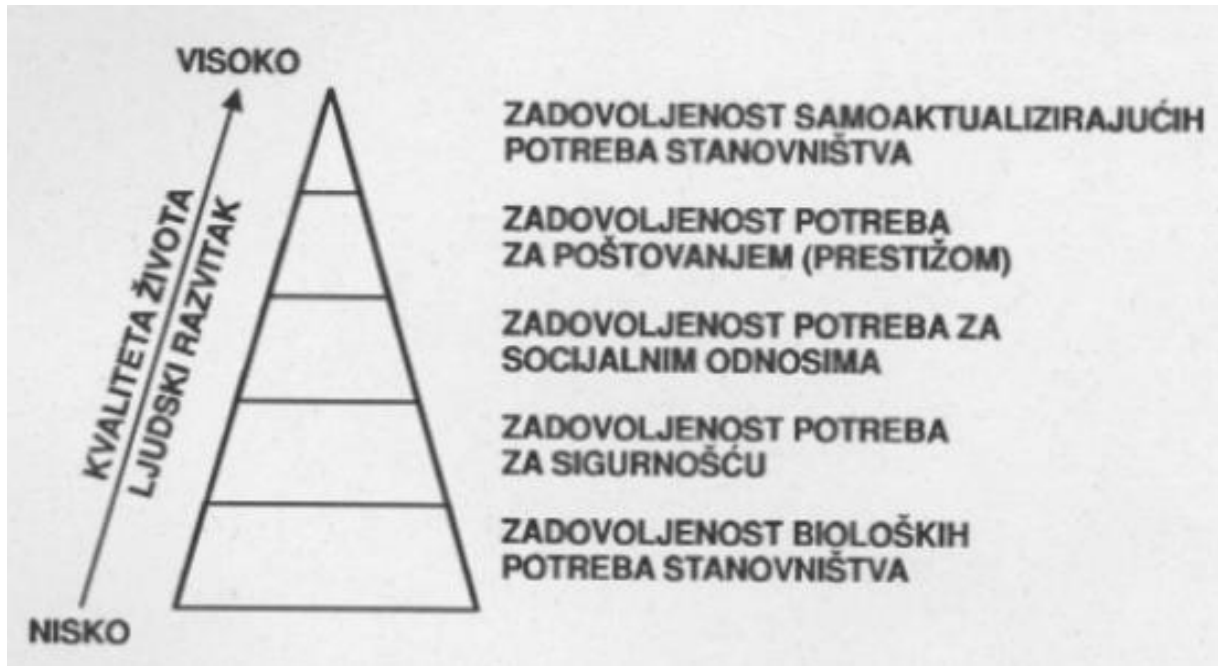 VISOKO
KVALITETA ŽIVOTA
LJUDSKI RAZVITAK
NISKO
ZADOVOLJENOST SAMOAKTUALIZIRAJUĆIH
POTREBA STANOVNIŠTVA
ZADOVOLJENOST POTREBA
ZA POŠTOVANJEM (PRESTIŽOM)
ZADOVOLJENOST POTREBA ZA
SOCIJALNIM ODNOSIMA
ZADOVOLJENOST POTREBA
ZA SIGURNOŠĆU
ZADOVOLJENOST BIOLOŠKIH
POTREBA STANOVNIŠTVA